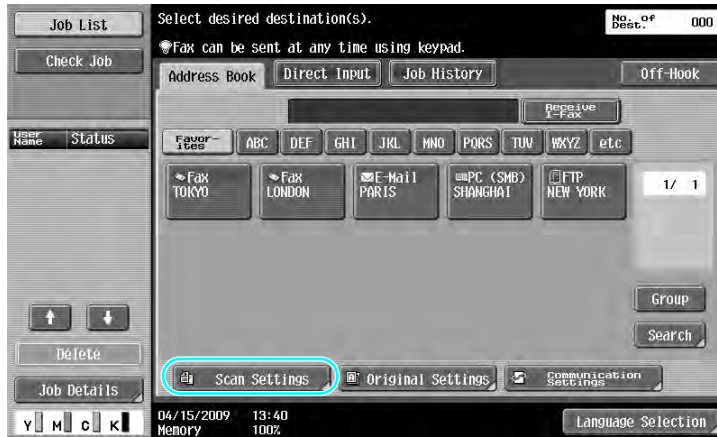 Job List
Check Job
User Name
Status
Delete
Job Details
Y M C K
Select desired destination(s).
Fax can be sent at any time using keypad.
No. of Dest. 000
Address Book
Direct Input
Job History
Off-Hook
Receive I-Fax
Favor-ites
ABC
DEF
GHI
JKL
MNO
PQRS
TUV
WXYZ
etc
Fax
TOKYO
Fax
LONDON
E-Mail
PARIS
PC (SMB)
SHANGHAI
FTP
NEW YORK
1/ 1
Group
Search
Scan Settings
Original Settings
Communication Settings
04/15/2009 13:40
Memory 100%
Language Selection